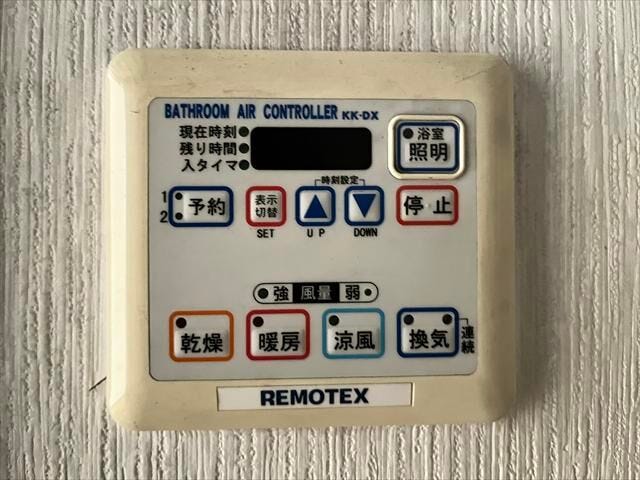 BATHROOM AIR CONTROLLER KK-DX
現在時刻
残り時間
入タイマ
浴室
照明
時刻設定
1
2
予約
表示
切替
停止
SET
UP
DOWN
強 風量 弱
乾燥
暖房
涼風
換気
連続
REMOTEX